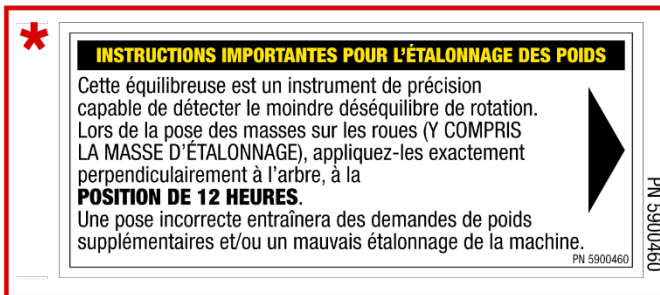 *
INSTRUCTIONS IMPORTANTES POUR L'ÉTALONNAGE DES POIDS
Cette équilibreuse est un instrument de précision
capable de détecter le moindre déséquilibre de rotation.
Lors de la pose des masses sur les roues (Y COMPRIS
LA MASSE D'ÉTALONNAGE), appliquez-les exactement
perpendiculairement à l'arbre, à la
POSITION DE 12 HEURES.
Une pose incorrecte entraînera des demandes de poids
supplémentaires et/ou un mauvais étalonnage de la machine.
PN 5900460
PN 5900460